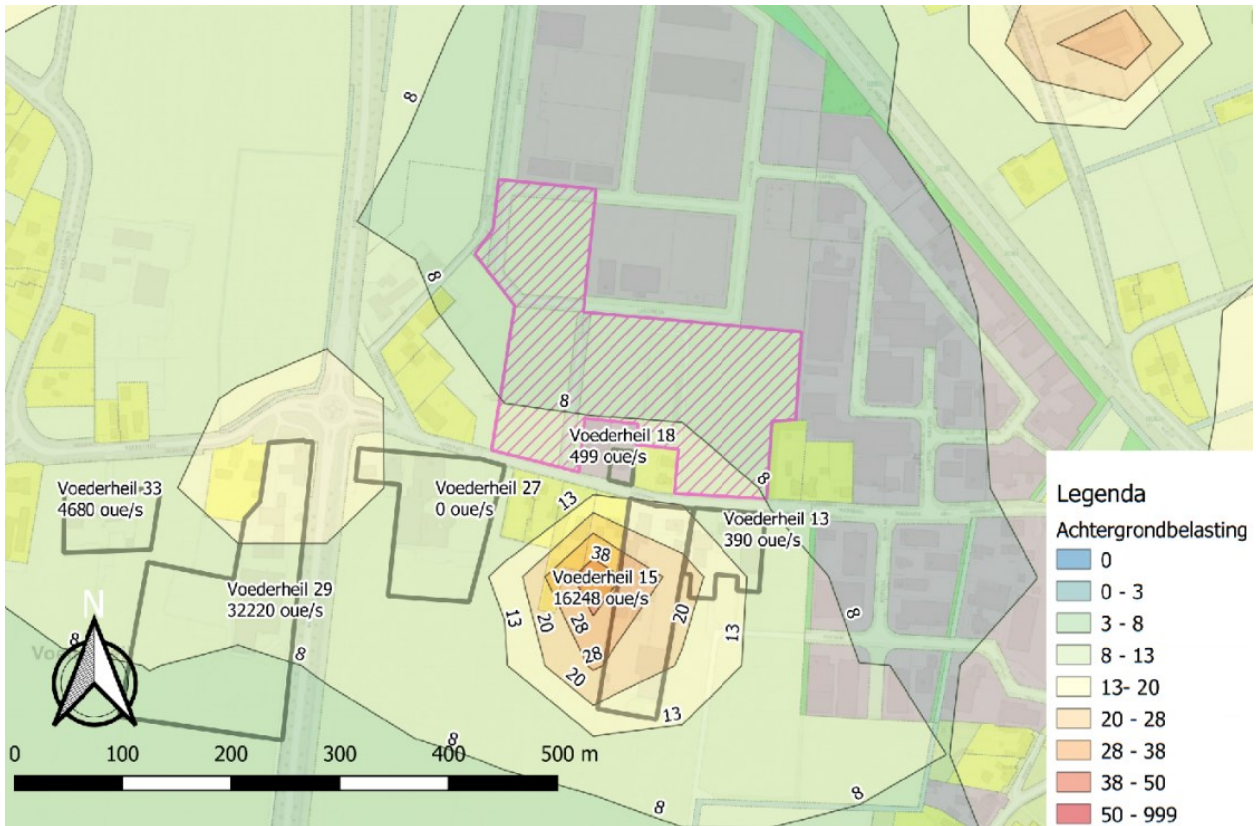 8
8
8
8
Voederheil 18
499 oue/s
8
13
Voederheil 33
4680 oue/s
Voederheil 27
0 oue/s
Voederheil 13
390 oue/s
38
Voederheil 29
32220 oue/s
Voederheil 15
16248 oue/s
13
20
28
28
20
20
13
13
8
8
8
8
8
8
N
0 100 200 300 400 500 m
Legenda
Achtergrondbelasting
0
0 - 3
3 - 8
8 - 13
13- 20
20 - 28
28 - 38
38 - 50
50 - 999